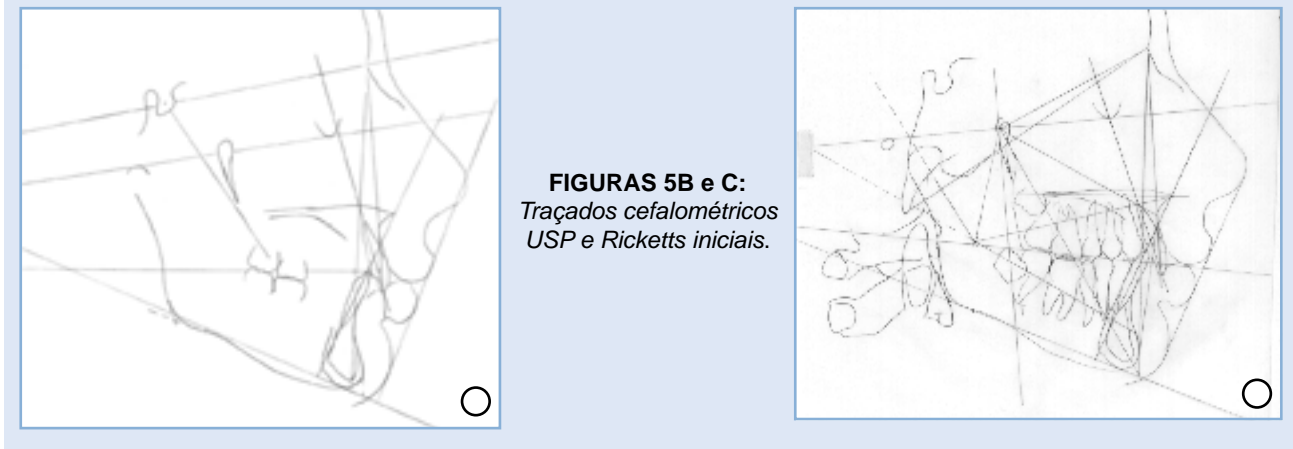 FIGURAS 5B e C:
Traçados cefalométricos
USP e Ricketts iniciais.